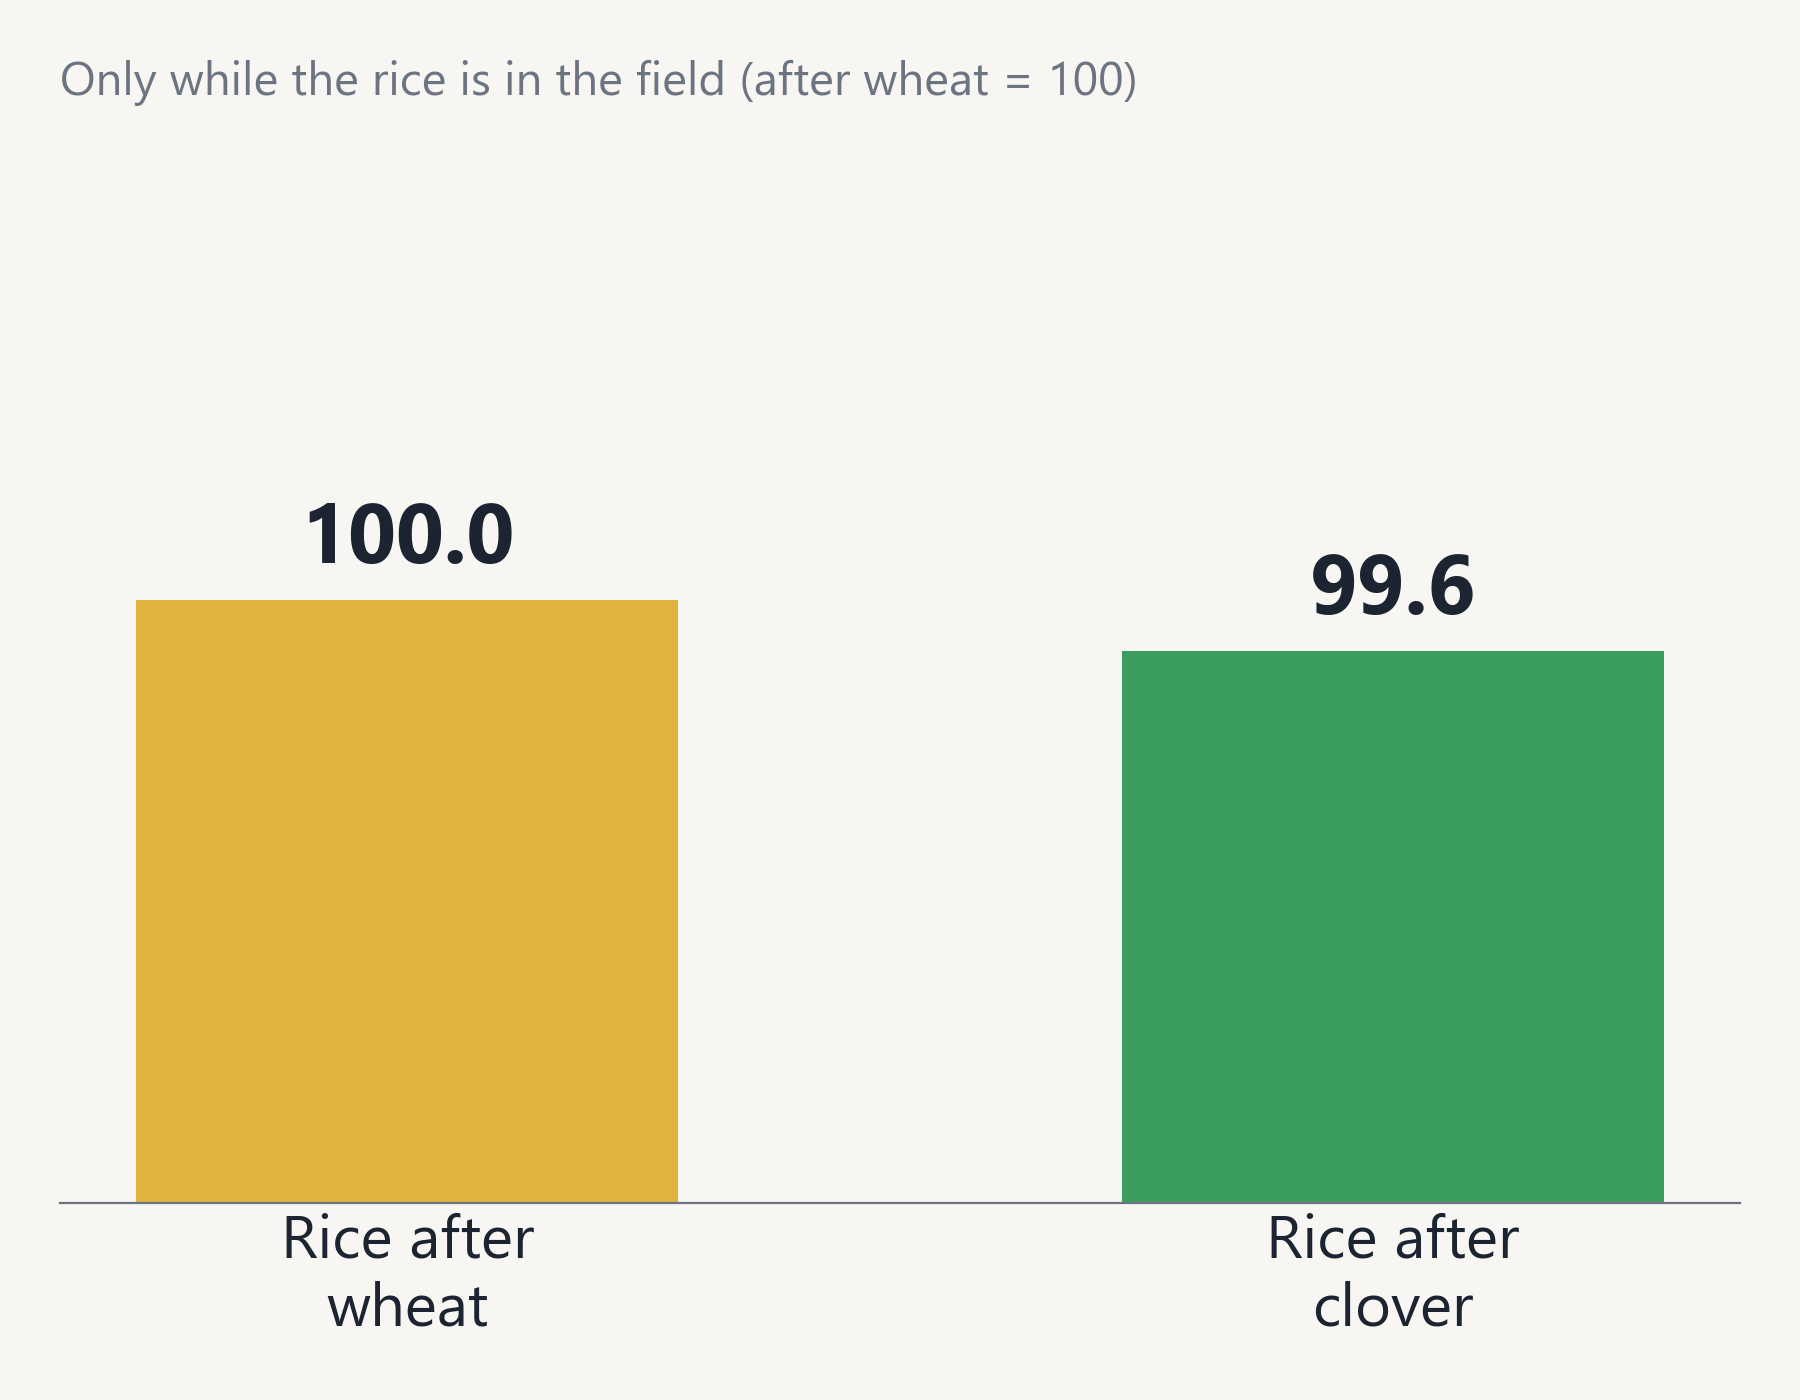 Only while the rice is in the field (after wheat = 100)
100.0
99.6
Rice after
wheat
Rice after
clover